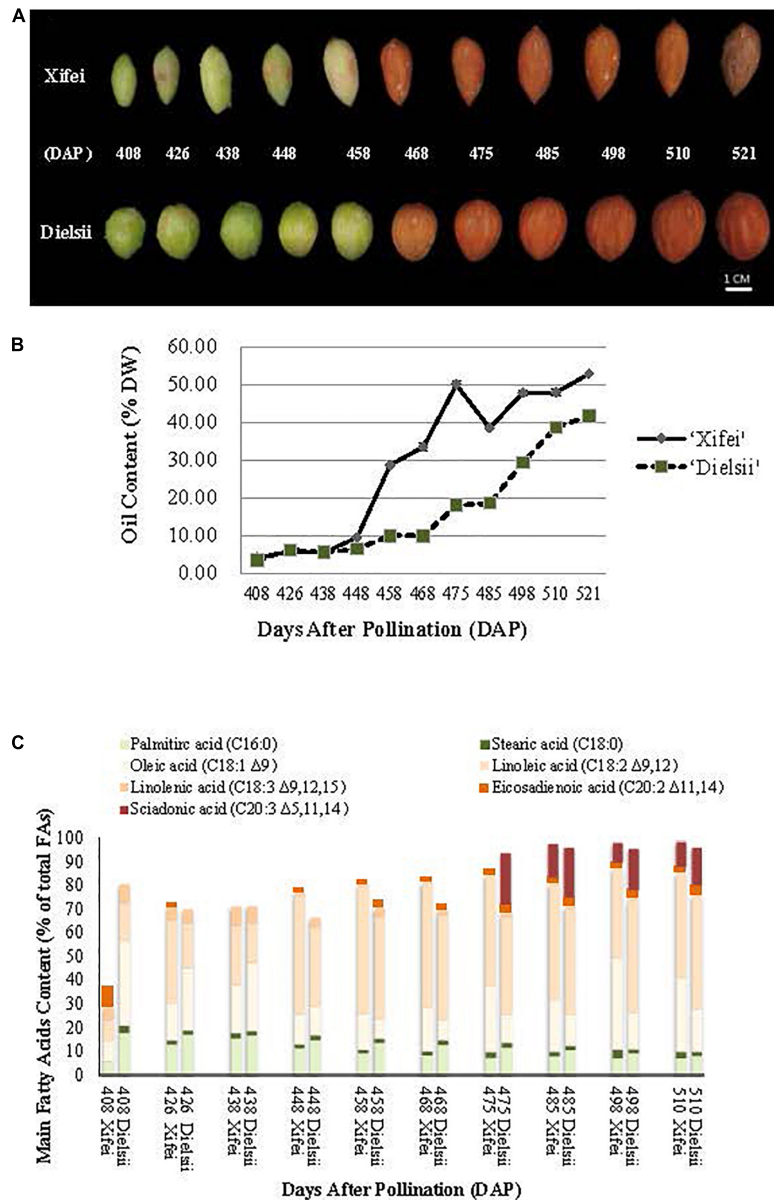 A
Xifei
(DAP) 408 426 438 448 458 468 475 485 498 510 521
Dielsii
1 CM
B
Oil Content (% DW)
60.00
50.00
40.00
30.00
20.00
10.00
0.00
408 426 438 448 458 468 475 485 498 510 521
Days After Pollination (DAP)
'Xifei'
'Dielsii'
C
Palmitirc acid (C16:0)
Stearic acid (C18:0)
Oleic acid (C18:1 Δ9)
Linoleic acid (C18:2 Δ9,12)
Linolenic acid (C18:3 Δ9,12,15)
Eicosadienoic acid (C20:2 Δ11,14)
Sciadonic acid (C20:3 Δ5,11,14)
Main Fatty Acids Content (% of total FAs)
100
90
80
70
60
50
40
30
20
10
0
408 Xifei
408 Dielsii
426 Xifei
426 Dielsii
438 Xifei
438 Dielsii
448 Xifei
448 Dielsii
458 Xifei
458 Dielsii
468 Xifei
468 Dielsii
475 Xifei
475 Dielsii
485 Xifei
485 Dielsii
498 Xifei
498 Dielsii
510 Xifei
510 Dielsii
Days After Pollination (DAP)